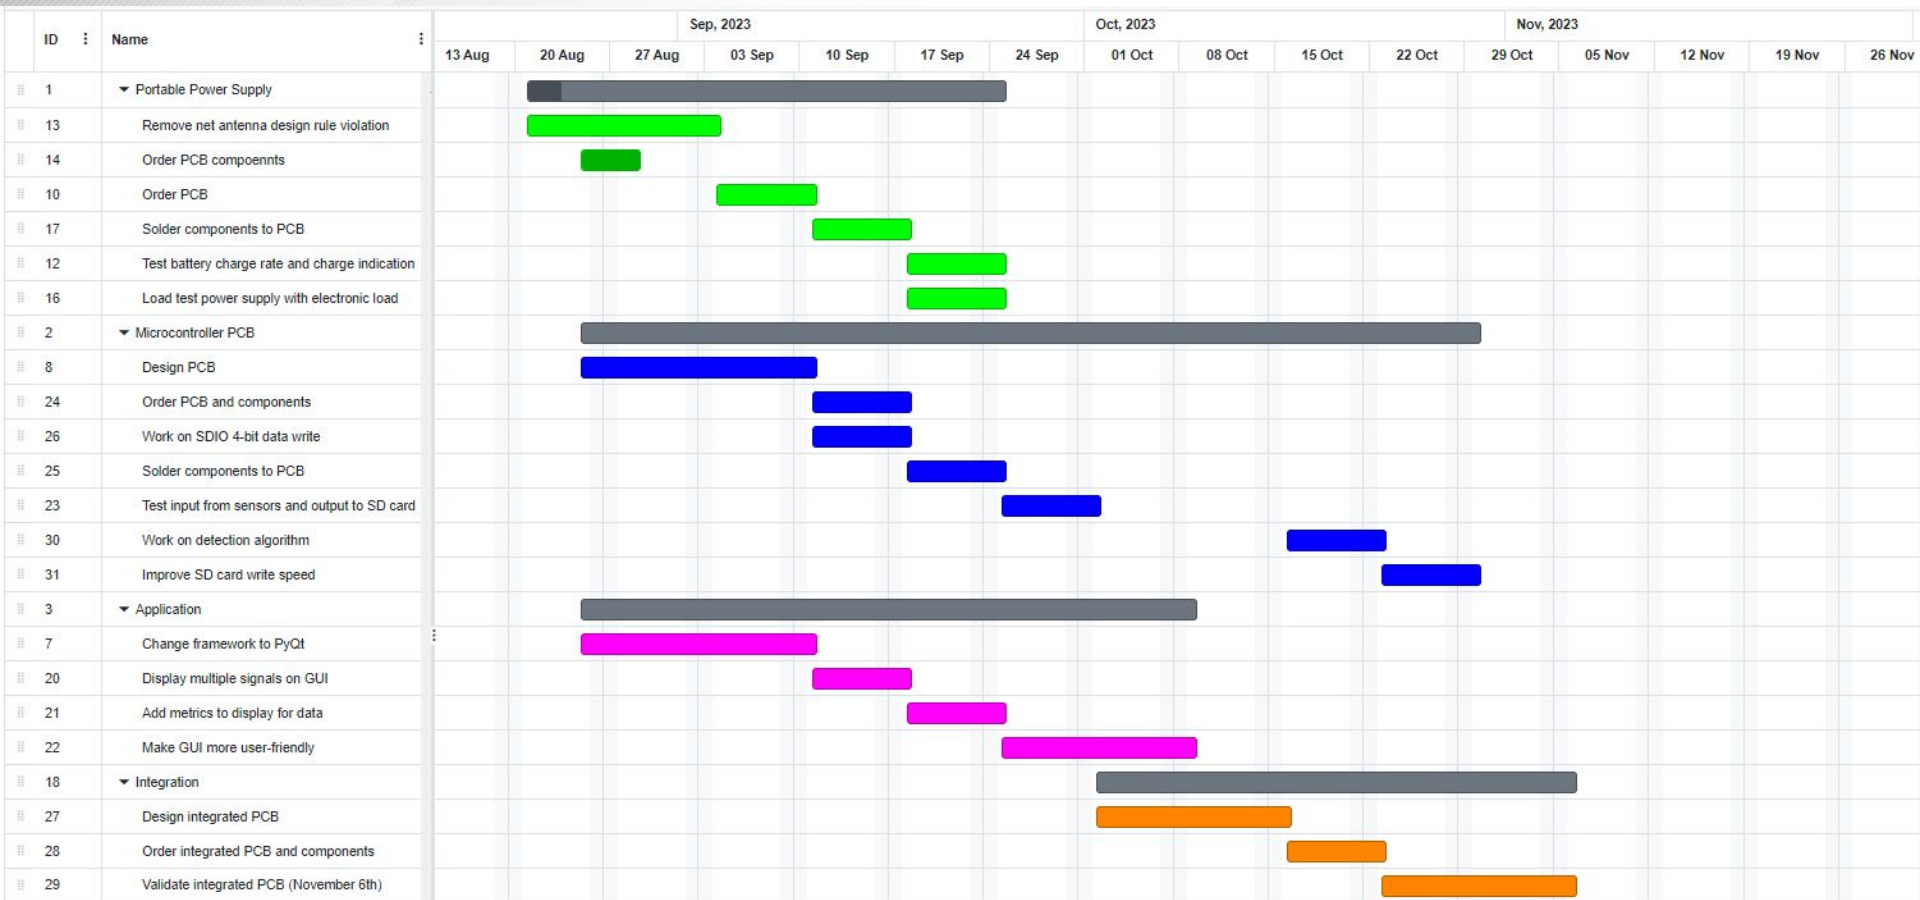 Sep, 2023 Oct, 2023 Nov, 2023
ID Name
13 Aug 20 Aug 27 Aug 03 Sep 10 Sep 17 Sep 24 Sep 01 Oct 08 Oct 15 Oct 22 Oct 29 Oct 05 Nov 12 Nov 19 Nov 26 Nov
1 Portable Power Supply
13 Remove net antenna design rule violation
14 Order PCB compoennts
10 Order PCB
17 Solder components to PCB
12 Test battery charge rate and charge indication
16 Load test power supply with electronic load
2 Microcontroller PCB
8 Design PCB
24 Order PCB and components
26 Work on SDIO 4-bit data write
25 Solder components to PCB
23 Test input from sensors and output to SD card
30 Work on detection algorithm
31 Improve SD card write speed
3 Application
7 Change framework to PyQt
20 Display multiple signals on GUI
21 Add metrics to display for data
22 Make GUI more user-friendly
18 Integration
27 Design integrated PCB
28 Order integrated PCB and components
29 Validate integrated PCB (November 6th)